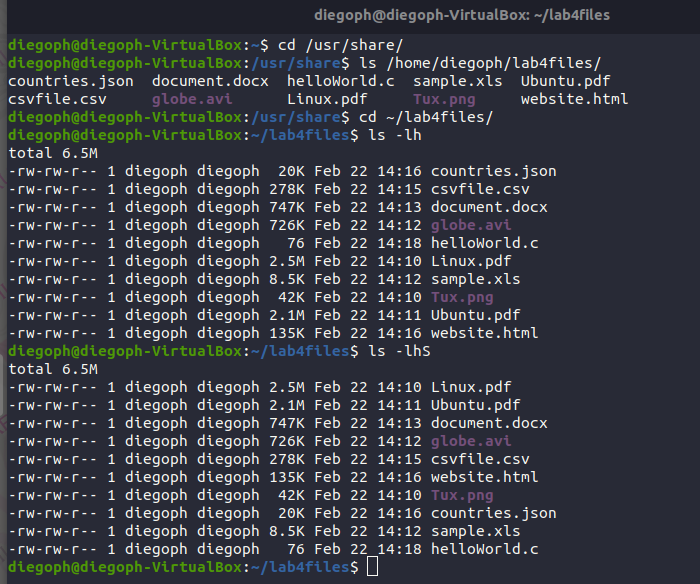 diegoph@diegoph-VirtualBox: ~/lab4files
diegoph@diegoph-VirtualBox:~$ cd /usr/share/
diegoph@diegoph-VirtualBox:/usr/share$ ls /home/diegoph/lab4files/
countries.json  document.docx  helloWorld.c  sample.xls  Ubuntu.pdf
csvfile.csv     globe.avi      Linux.pdf     Tux.png     website.html
diegoph@diegoph-VirtualBox:/usr/share$ cd ~/lab4files/
diegoph@diegoph-VirtualBox:~/lab4files$ ls -lh
total 6.5M
-rw-rw-r-- 1 diegoph diegoph  20K Feb 22 14:16 countries.json
-rw-rw-r-- 1 diegoph diegoph 278K Feb 22 14:15 csvfile.csv
-rw-rw-r-- 1 diegoph diegoph 747K Feb 22 14:13 document.docx
-rw-rw-r-- 1 diegoph diegoph 726K Feb 22 14:12 globe.avi
-rw-rw-r-- 1 diegoph diegoph   76 Feb 22 14:18 helloWorld.c
-rw-rw-r-- 1 diegoph diegoph 2.5M Feb 22 14:10 Linux.pdf
-rw-rw-r-- 1 diegoph diegoph 8.5K Feb 22 14:12 sample.xls
-rw-rw-r-- 1 diegoph diegoph  42K Feb 22 14:10 Tux.png
-rw-rw-r-- 1 diegoph diegoph 2.1M Feb 22 14:11 Ubuntu.pdf
-rw-rw-r-- 1 diegoph diegoph 135K Feb 22 14:16 website.html
diegoph@diegoph-VirtualBox:~/lab4files$ ls -lhS
total 6.5M
-rw-rw-r-- 1 diegoph diegoph 2.5M Feb 22 14:10 Linux.pdf
-rw-rw-r-- 1 diegoph diegoph 2.1M Feb 22 14:11 Ubuntu.pdf
-rw-rw-r-- 1 diegoph diegoph 747K Feb 22 14:13 document.docx
-rw-rw-r-- 1 diegoph diegoph 726K Feb 22 14:12 globe.avi
-rw-rw-r-- 1 diegoph diegoph 278K Feb 22 14:15 csvfile.csv
-rw-rw-r-- 1 diegoph diegoph 135K Feb 22 14:16 website.html
-rw-rw-r-- 1 diegoph diegoph  42K Feb 22 14:10 Tux.png
-rw-rw-r-- 1 diegoph diegoph  20K Feb 22 14:16 countries.json
-rw-rw-r-- 1 diegoph diegoph 8.5K Feb 22 14:12 sample.xls
-rw-rw-r-- 1 diegoph diegoph   76 Feb 22 14:18 helloWorld.c
diegoph@diegoph-VirtualBox:~/lab4files$